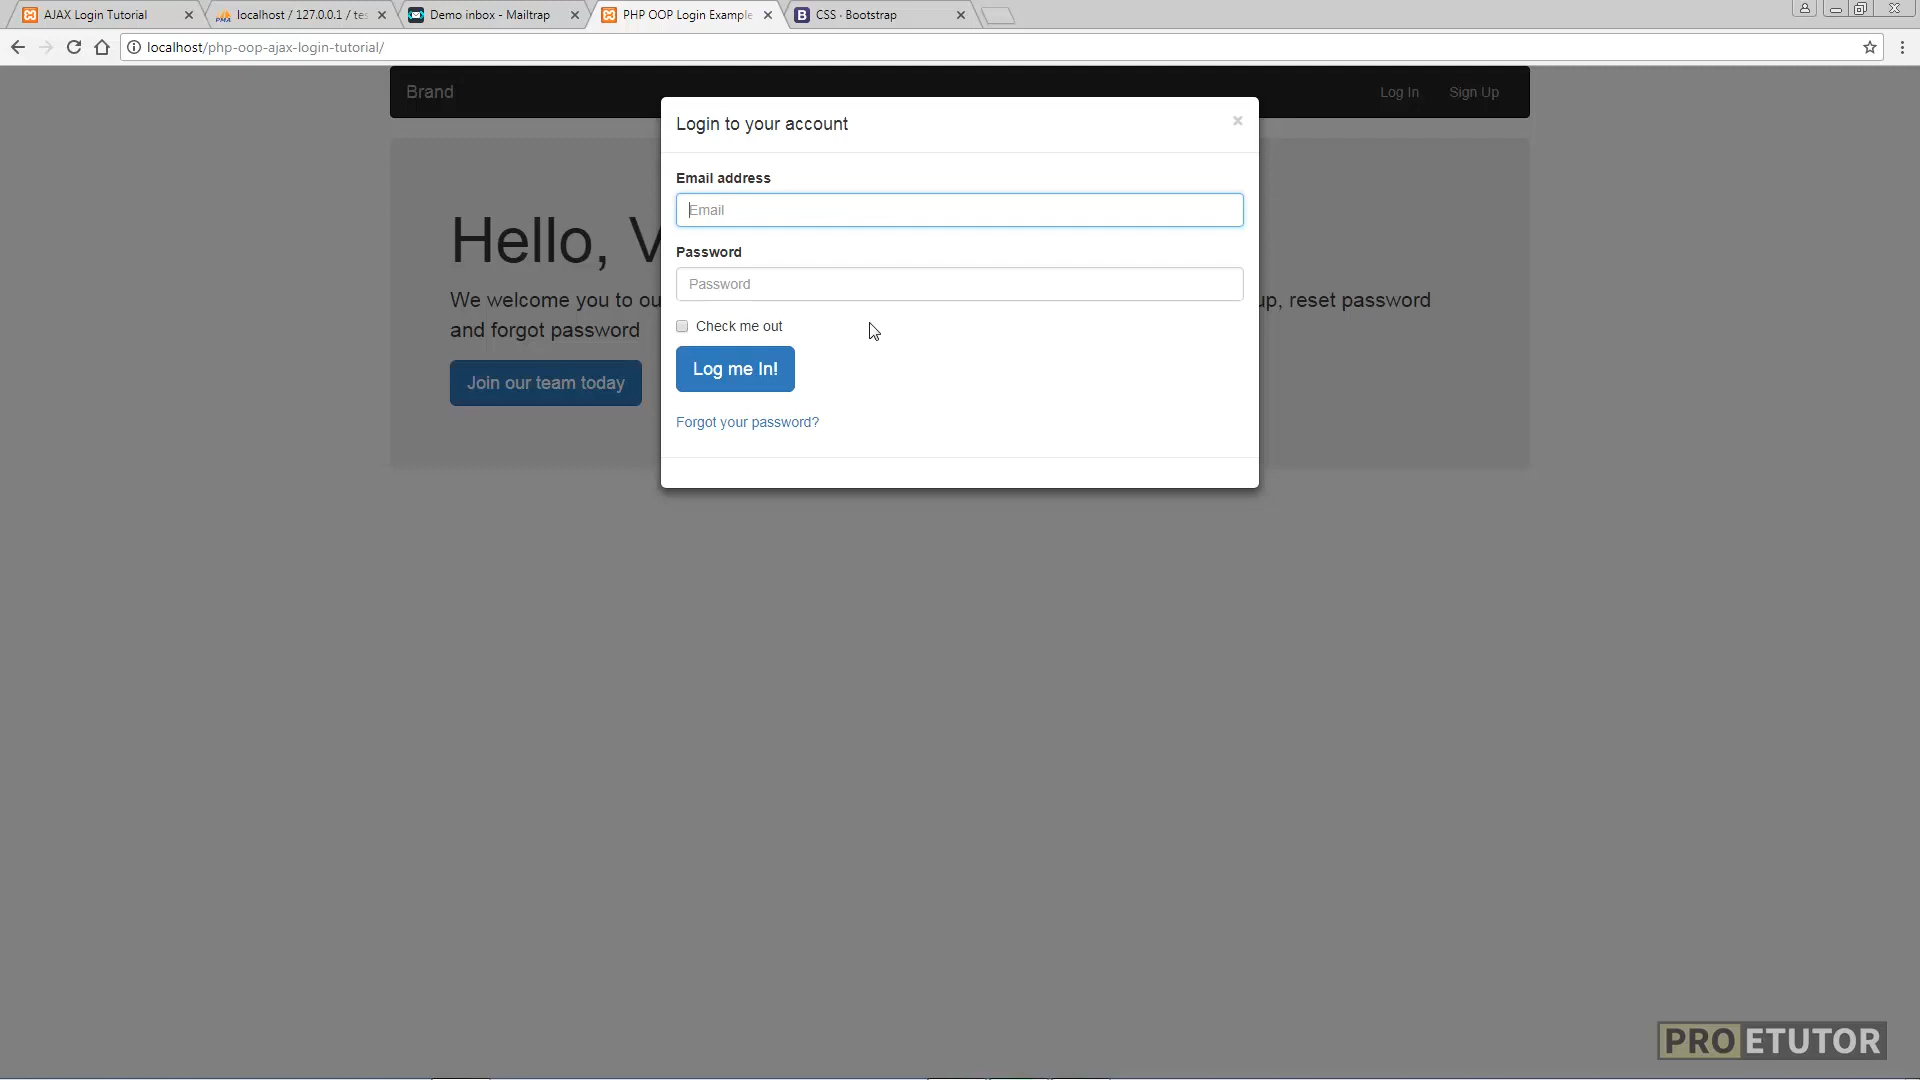 AJAX Login Tutorial
localhost / 127.0.0.1 / tes
Demo inbox - Mailtrap
PHP OOP Login Example
B CSS · Bootstrap
localhost/php-oop-ajax-login-tutorial/
Brand
Log In
Sign Up
Login to your account
×
Email address
Email
Password
Password
Check me out
Log me In!
Forgot your password?
Hello, V
We welcome you to ou
up, reset password
and forgot password
Join our team today
PROETUTOR